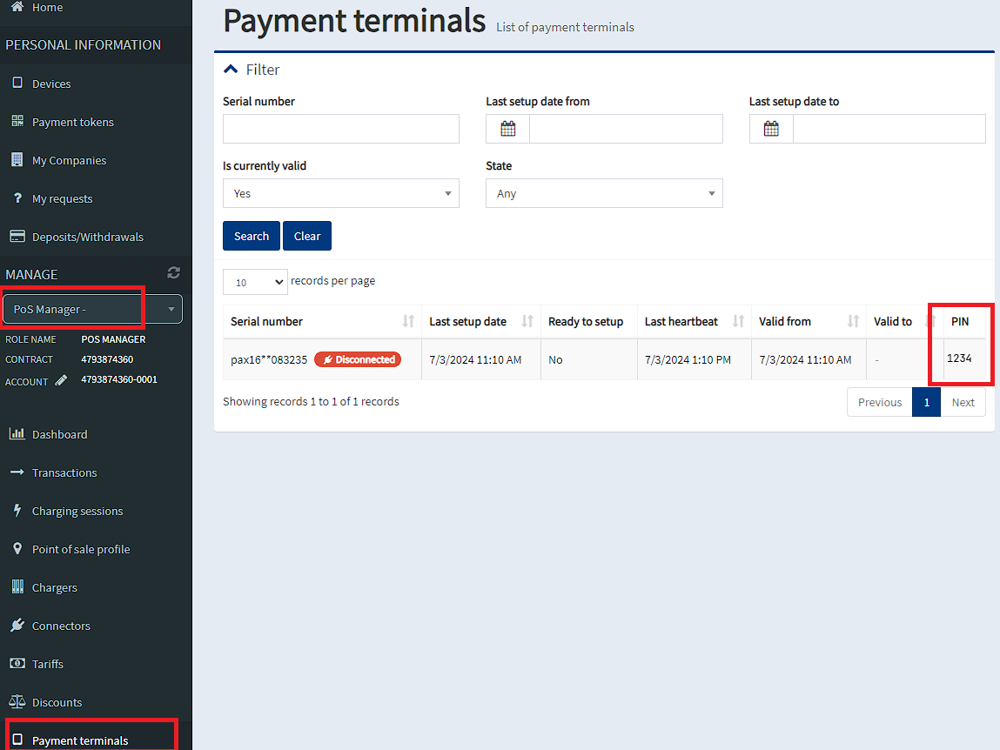 Home
PERSONAL INFORMATION
Devices
Payment tokens
My Companies
My requests
Deposits/Withdrawals
MANAGE
PoS Manager -
ROLE NAME POS MANAGER
CONTRACT 4793874360
ACCOUNT 4793874360-0001
Dashboard
Transactions
Charging sessions
Point of sale profile
Chargers
Connectors
Tariffs
Discounts
Payment terminals
Payment terminals List of payment terminals
Filter
Serial number Last setup date from Last setup date to
Is currently valid State
Yes Any
Search Clear
10 records per page
Serial number Last setup date Ready to setup Last heartbeat Valid from Valid to PIN
pax16**083235 Disconnected 7/3/2024 11:10 AM No 7/3/2024 1:10 PM 7/3/2024 11:10 AM - 1234
Showing records 1 to 1 of 1 records
Previous 1 Next